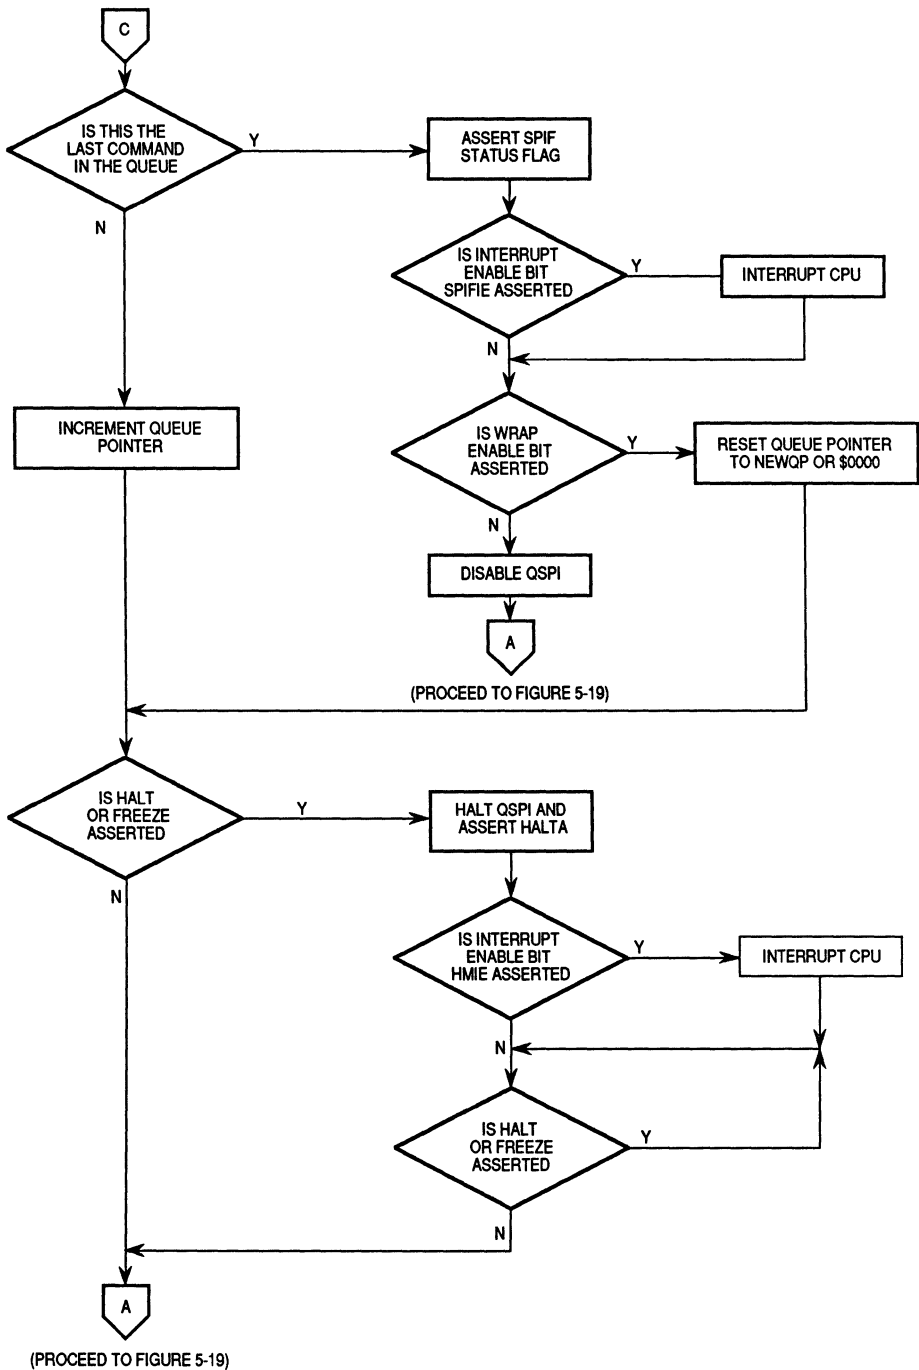 C
IS THIS THE
LAST COMMAND
IN THE QUEUE
Y
N
ASSERT SPIF
STATUS FLAG
IS INTERRUPT
ENABLE BIT
SPIFIE ASSERTED
Y
N
INTERRUPT CPU
INCREMENT QUEUE
POINTER
IS WRAP
ENABLE BIT
ASSERTED
Y
N
RESET QUEUE POINTER
TO NEWQP OR $0000
DISABLE QSPI
A
(PROCEED TO FIGURE 5-19)
IS HALT
OR FREEZE
ASSERTED
Y
N
HALT QSPI AND
ASSERT HALTA
IS INTERRUPT
ENABLE BIT
HMIE ASSERTED
Y
N
INTERRUPT CPU
IS HALT
OR FREEZE
ASSERTED
Y
N
A
(PROCEED TO FIGURE 5-19)